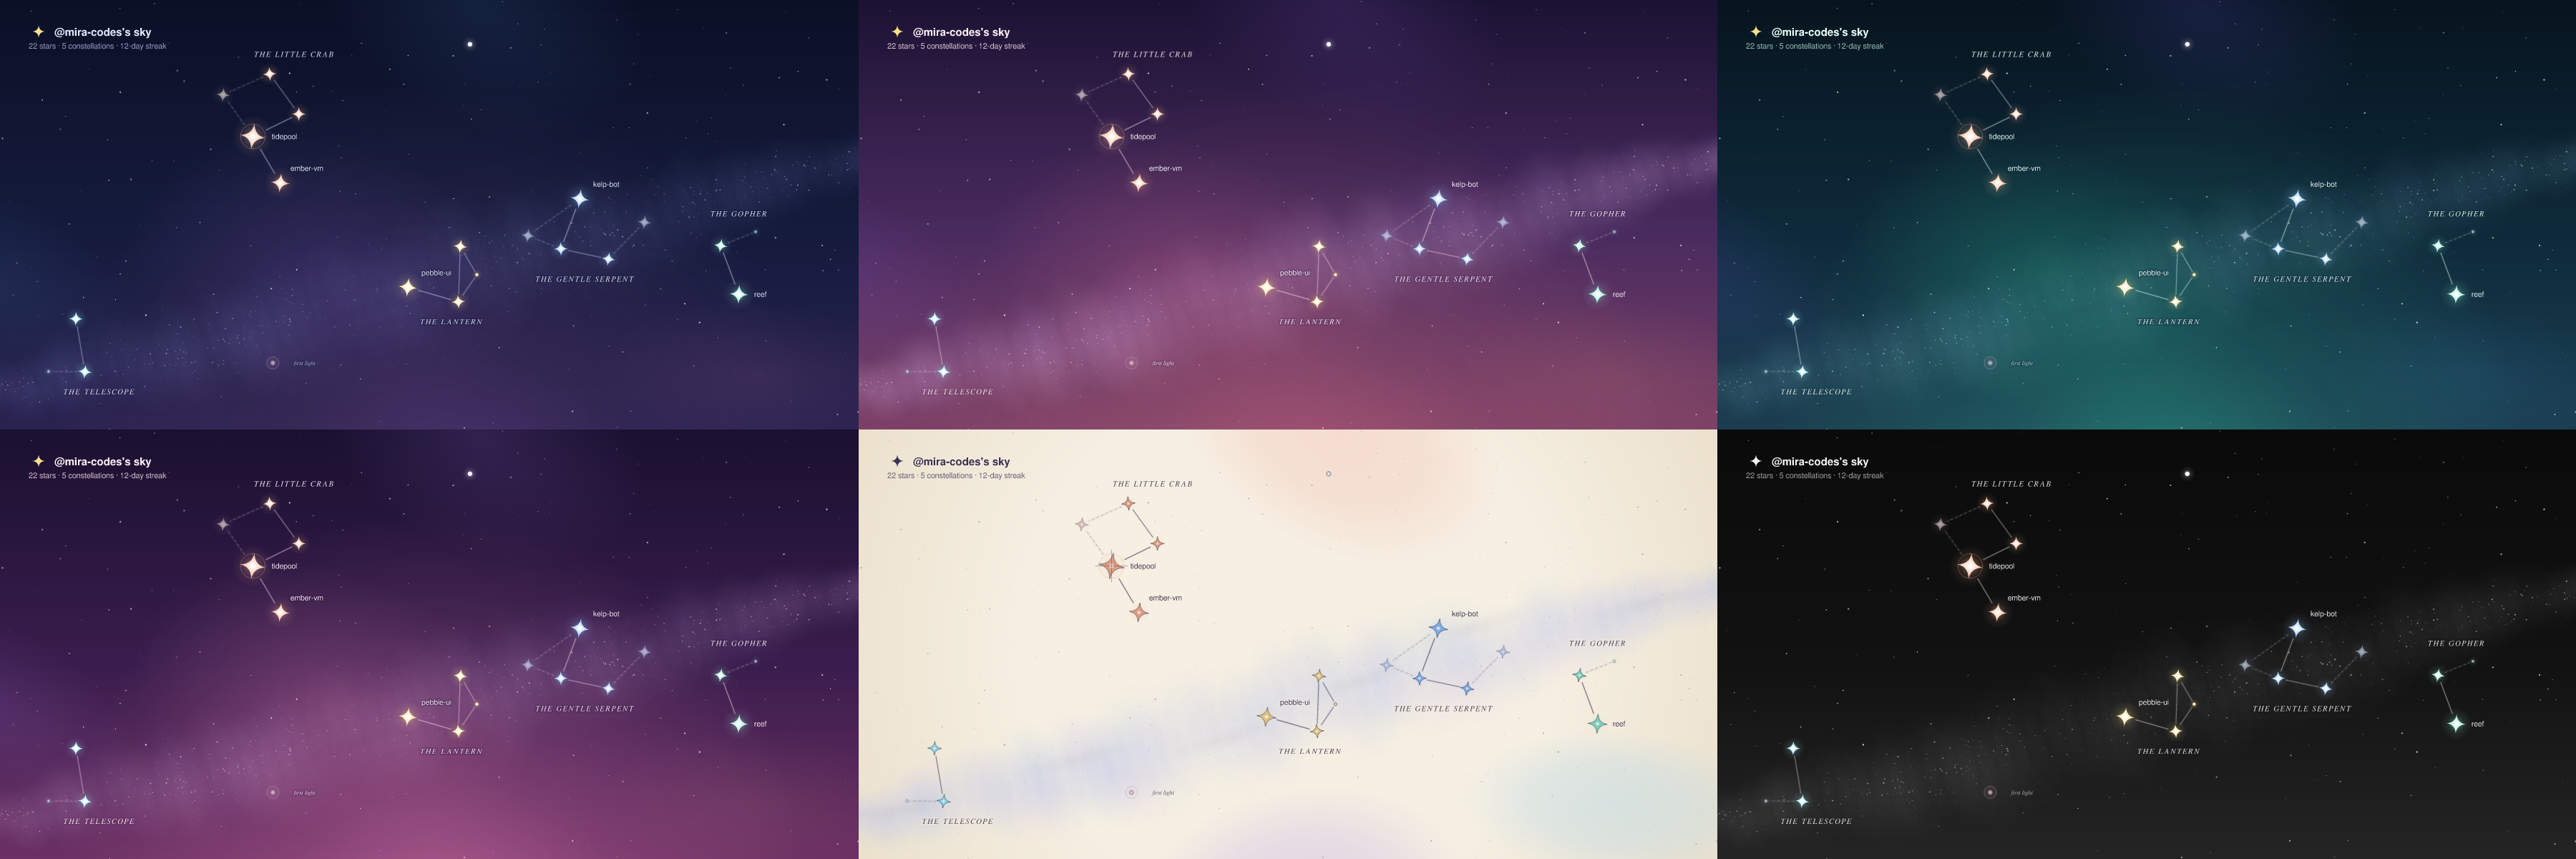 @mira-codes's sky
22 stars · 5 constellations · 12-day streak
THE LITTLE CRAB
tidepool
ember-vm
kelp-bot
THE GOPHER
pebble-ui
THE GENTLE SERPENT
reef
THE LANTERN
first light
THE TELESCOPE
@mira-codes's sky
22 stars · 5 constellations · 12-day streak
THE LITTLE CRAB
tidepool
ember-vm
kelp-bot
THE GOPHER
pebble-ui
THE GENTLE SERPENT
reef
THE LANTERN
first light
THE TELESCOPE
@mira-codes's sky
22 stars · 5 constellations · 12-day streak
THE LITTLE CRAB
tidepool
ember-vm
kelp-bot
THE GOPHER
pebble-ui
THE GENTLE SERPENT
reef
THE LANTERN
first light
THE TELESCOPE
@mira-codes's sky
22 stars · 5 constellations · 12-day streak
THE LITTLE CRAB
tidepool
ember-vm
kelp-bot
THE GOPHER
pebble-ui
THE GENTLE SERPENT
reef
THE LANTERN
first light
THE TELESCOPE
@mira-codes's sky
22 stars · 5 constellations · 12-day streak
THE LITTLE CRAB
tidepool
ember-vm
kelp-bot
THE GOPHER
pebble-ui
THE GENTLE SERPENT
reef
THE LANTERN
first light
THE TELESCOPE
@mira-codes's sky
22 stars · 5 constellations · 12-day streak
THE LITTLE CRAB
tidepool
ember-vm
kelp-bot
THE GOPHER
pebble-ui
THE GENTLE SERPENT
reef
THE LANTERN
first light
THE TELESCOPE